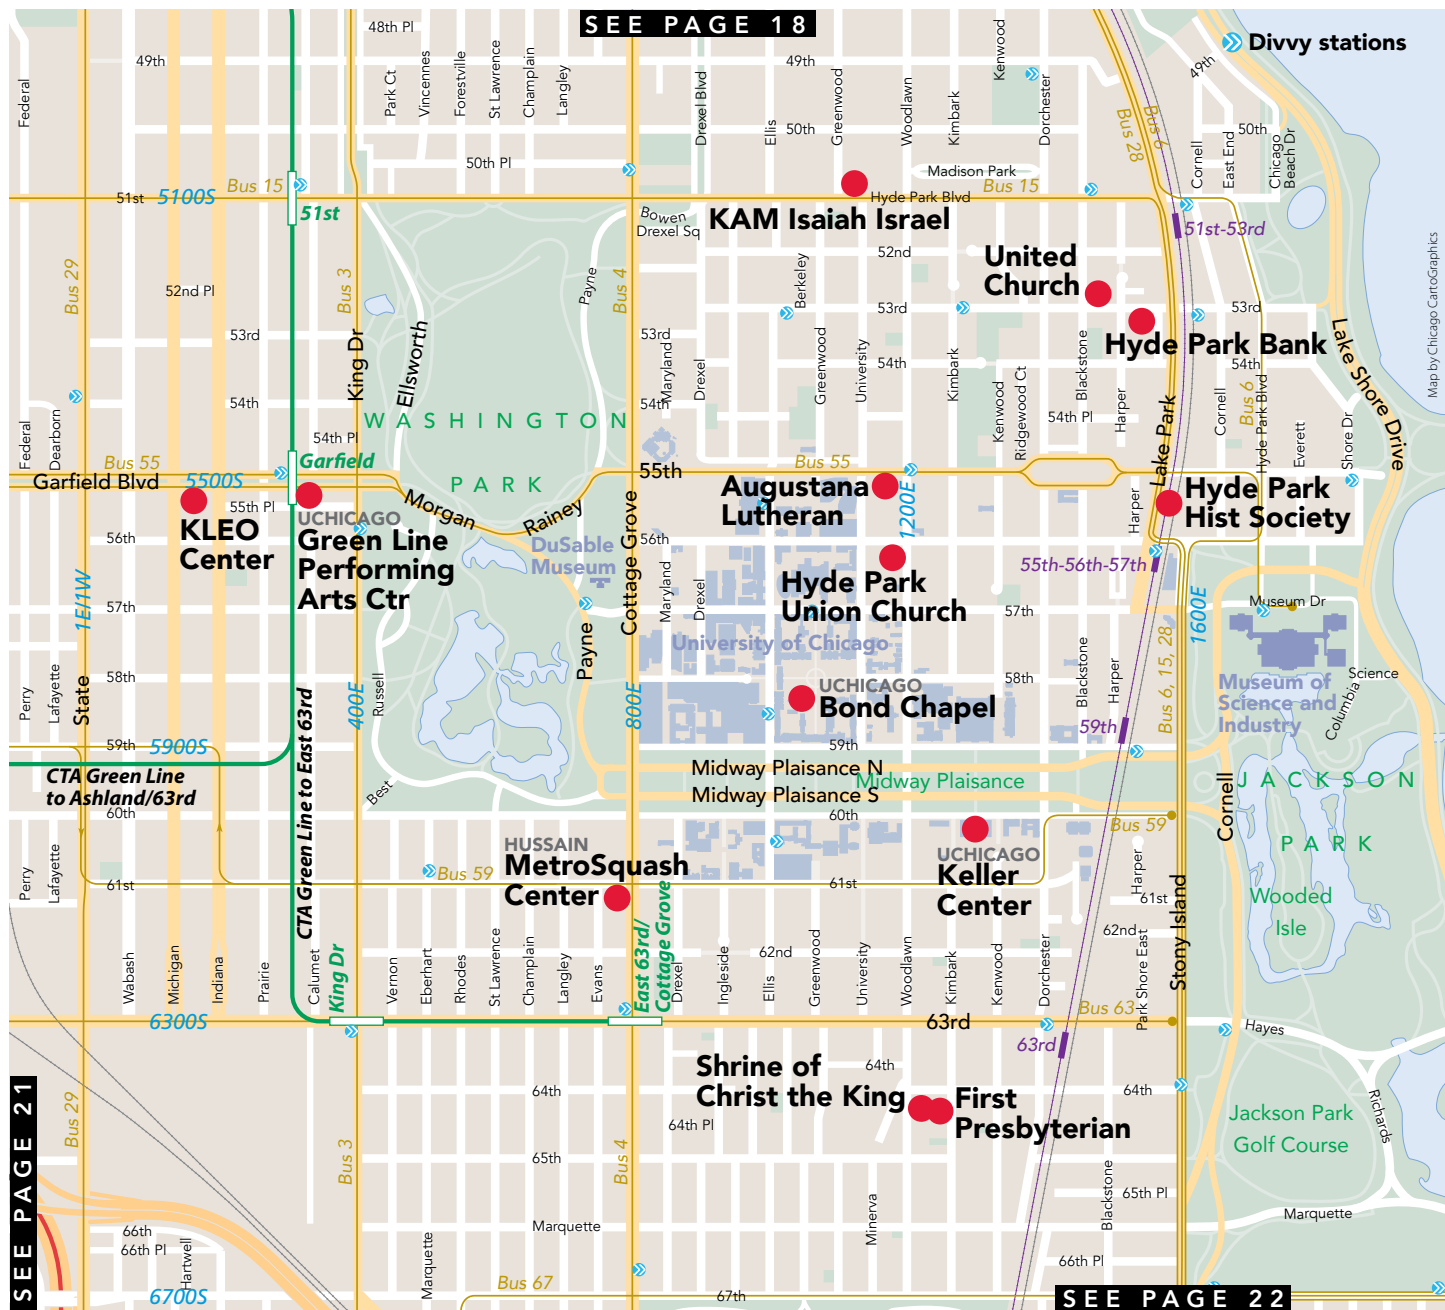 SEE PAGE 18
Divvy stations
48th Pl
49th
49th
49th
Federal
Park Ct
Vincennes
Forestville
St Lawrence
Champlain
Langley
Drexel Blvd
Ellis
Greenwood
Woodlawn
Kimbark
Kenwood
Dorchester
50th
50th
Bus 28
Bus 6
Cornell
East End
Chicago
Beach Dr
50th Pl
Madison Park
51st
5100S
Bus 15
Bus 15
Hyde Park Blvd
51st
KAM Isaiah Israel
Bowen
Drexel Sq
51st-53rd
52nd
United
Church
Bus 29
Bus 3
Bus 4
Payne
Berkeley
52nd Pl
53rd
53rd
53rd
53rd
Hyde Park Bank
King Dr
Ellsworth
Maryland
Drexel
Greenwood
University
Kimbark
Kenwood
Ridgewood Ct
Blackstone
Harper
54th
54th
54th
54th
54th Pl
54th Pl
Lake Park
Cornell
Bus 6
Hyde Park Blvd
Everett
Shore Dr
Lake Shore Drive
Map by Chicago CartoGraphics
WASHINGTON
PARK
Federal
Dearborn
Bus 55
Garfield
Garfield Blvd
5500S
55th
Bus 55
55th Pl
KLEO
Center
UCHICAGO
Green Line
Performing
Arts Ctr
Morgan
Rainey
Augustana
Lutheran
1200E
Harper
Hyde Park
Hist Society
56th
56th
DuSable
Museum
Cottage Grove
Hyde Park
Union Church
55th-56th-57th
1E/1W
57th
57th
Maryland
Drexel
1600E
Museum Dr
University of Chicago
Payne
Perry
Lafayette
State
58th
58th
Russell
400E
800E
UCHICAGO
Bond Chapel
Blackstone
Harper
Bus 6, 15, 28
Museum of
Science and
Industry
Science
Columbia
59th
59th
5900S
59th
CTA Green Line
to Ashland/63rd
CTA Green Line to East 63rd
Midway Plaisance N
Midway Plaisance
Midway Plaisance S
JACKSON
PARK
Best
60th
60th
Bus 59
Cornell
HUSSAIN
MetroSquash
Center
UCHICAGO
Keller
Center
Perry
Lafayette
61st
Bus 59
61st
61st
Harper
Wooded
Isle
62nd
62nd
Wabash
Michigan
Indiana
Prairie
Calumet
King Dr
Vernon
Eberhart
Rhodes
St Lawrence
Champlain
Langley
Evans
East 63rd/
Cottage Grove
Drexel
Ingleside
Ellis
Greenwood
University
Woodlawn
Kimbark
Kenwood
Dorchester
Park Shore East
Stony Island
6300S
63rd
Bus 63
Hayes
63rd
Shrine of
Christ the King
64th
64th
64th
64th Pl
First
Presbyterian
Jackson Park
Golf Course
Richards
SEE PAGE 21
Bus 29
Bus 3
Bus 4
65th
65th Pl
Minerva
Blackstone
66th
66th Pl
Hartwell
Marquette
Marquette
Marquette
66th Pl
6700S
Bus 67
67th
SEE PAGE 22